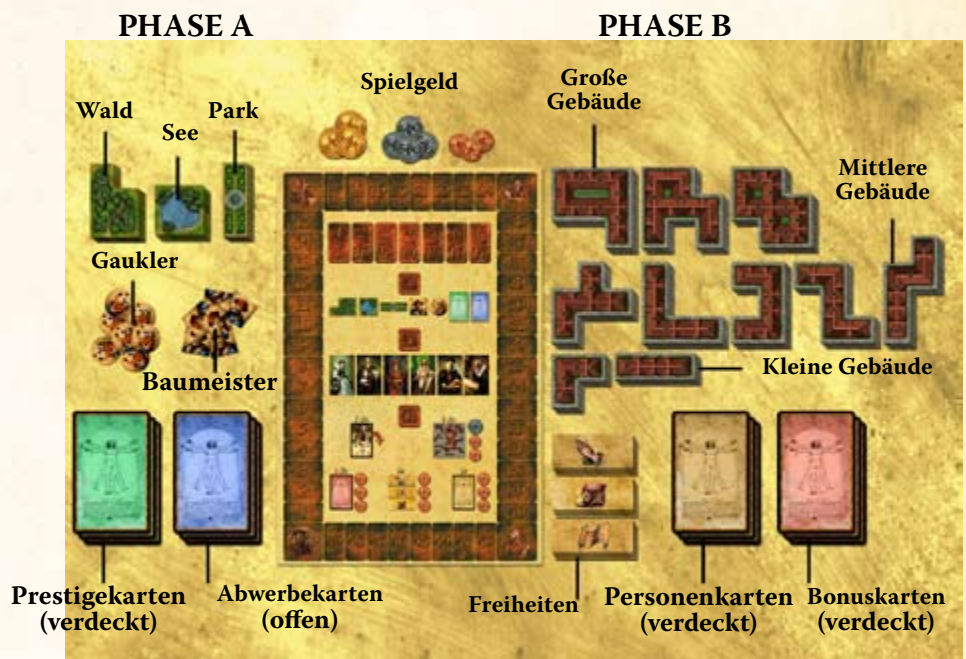 PHASE A
PHASE B
Spielgeld
Große
Gebäude
Wald
See
Park
Mittlere
Gebäude
Gaukler
Baumeister
Kleine Gebäude
Prestigekarten
(verdeckt)
Abwerbekarten
(offen)
Freiheiten
Personenkarten
(verdeckt)
Bonuskarten
(verdeckt)